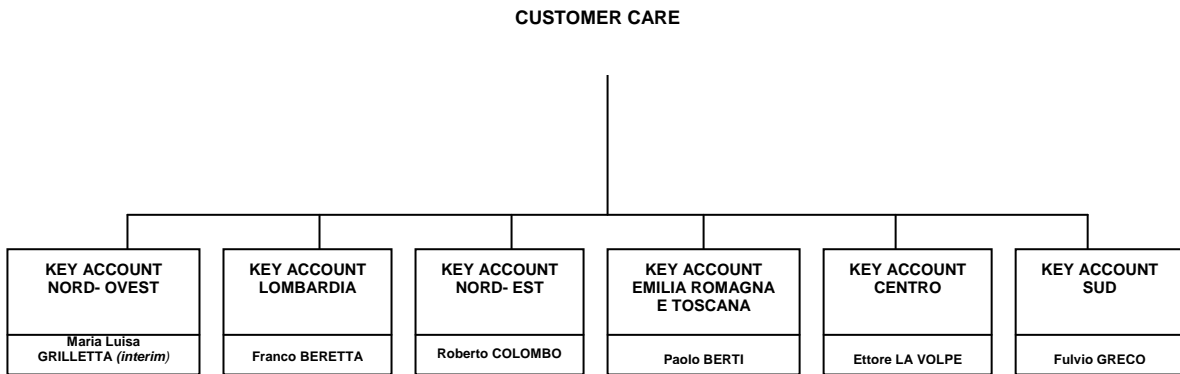 CUSTOMER CARE
KEY ACCOUNT
NORD- OVEST
Maria Luisa
GRILLETTA (interim)
KEY ACCOUNT
LOMBARDIA
Franco BERETTA
KEY ACCOUNT
NORD- EST
Roberto COLOMBO
KEY ACCOUNT
EMILIA ROMAGNA
E TOSCANA
Paolo BERTI
KEY ACCOUNT
CENTRO
Ettore LA VOLPE
KEY ACCOUNT
SUD
Fulvio GRECO